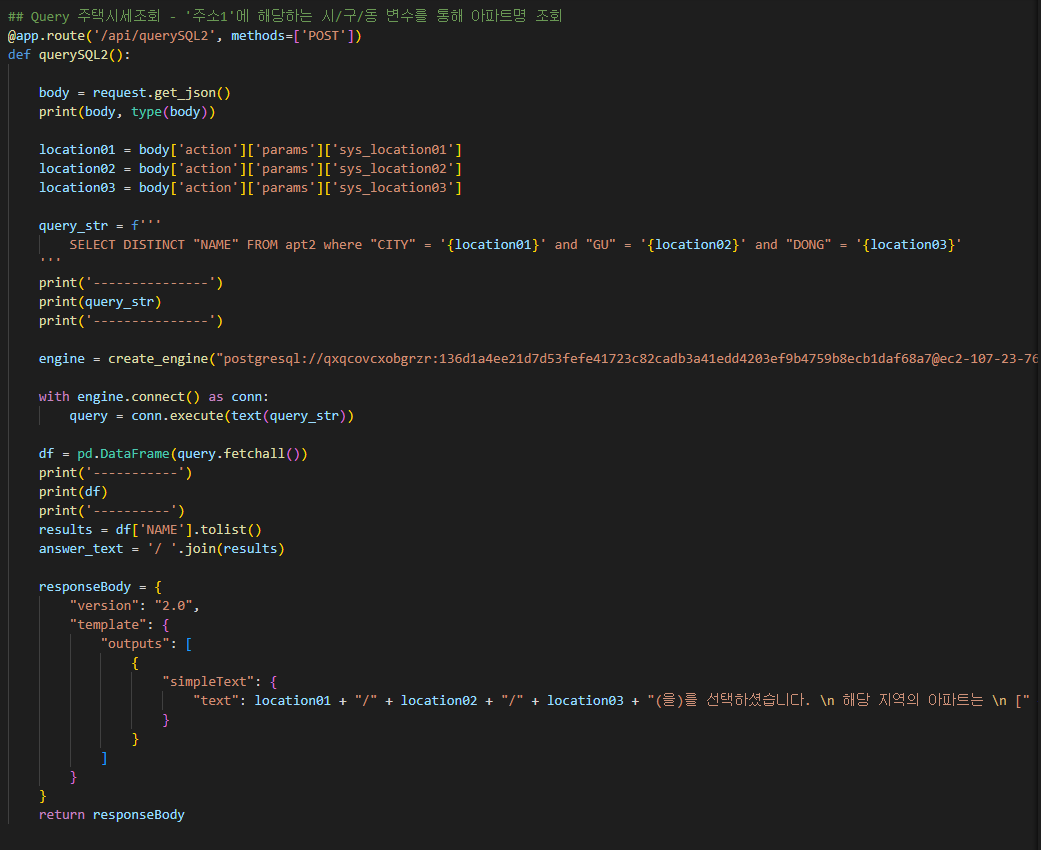 ## Query 주택시세조회 - '주소1'에 해당하는 시/구/동 변수를 통해 아파트명 조회
@app.route('/api/querySQL2', methods=['POST'])
def querySQL2():
body = request.get_json()
print(body, type(body))
location01 = body['action']['params']['sys_location01']
location02 = body['action']['params']['sys_location02']
location03 = body['action']['params']['sys_location03']
query_str = f'''
SELECT DISTINCT "NAME" FROM apt2 where "CITY" = '{location01}' and "GU" = '{location02}' and "DONG" = '{location03}'
'''
print('---------------')
print(query_str)
print('---------------')
engine = create_engine("postgresql://qxqcovcxobgrzr:136d1a4ee21d7d53fefe41723c82cadb3a41edd4203ef9b4759b8ecb1daf68a7@ec2-107-23-76
with engine.connect() as conn:
query = conn.execute(text(query_str))
df = pd.DataFrame(query.fetchall())
print('-----------')
print(df)
print('----------')
results = df['NAME'].tolist()
answer_text = '/ '.join(results)
responseBody = {
"version": "2.0",
"template": {
"outputs": [
{
"simpleText": {
"text": location01 + "/" + location02 + "/" + location03 + "(을)를 선택하셨습니다. \n 해당 지역의 아파트는 \n ["
}
}
]
}
}
return responseBody